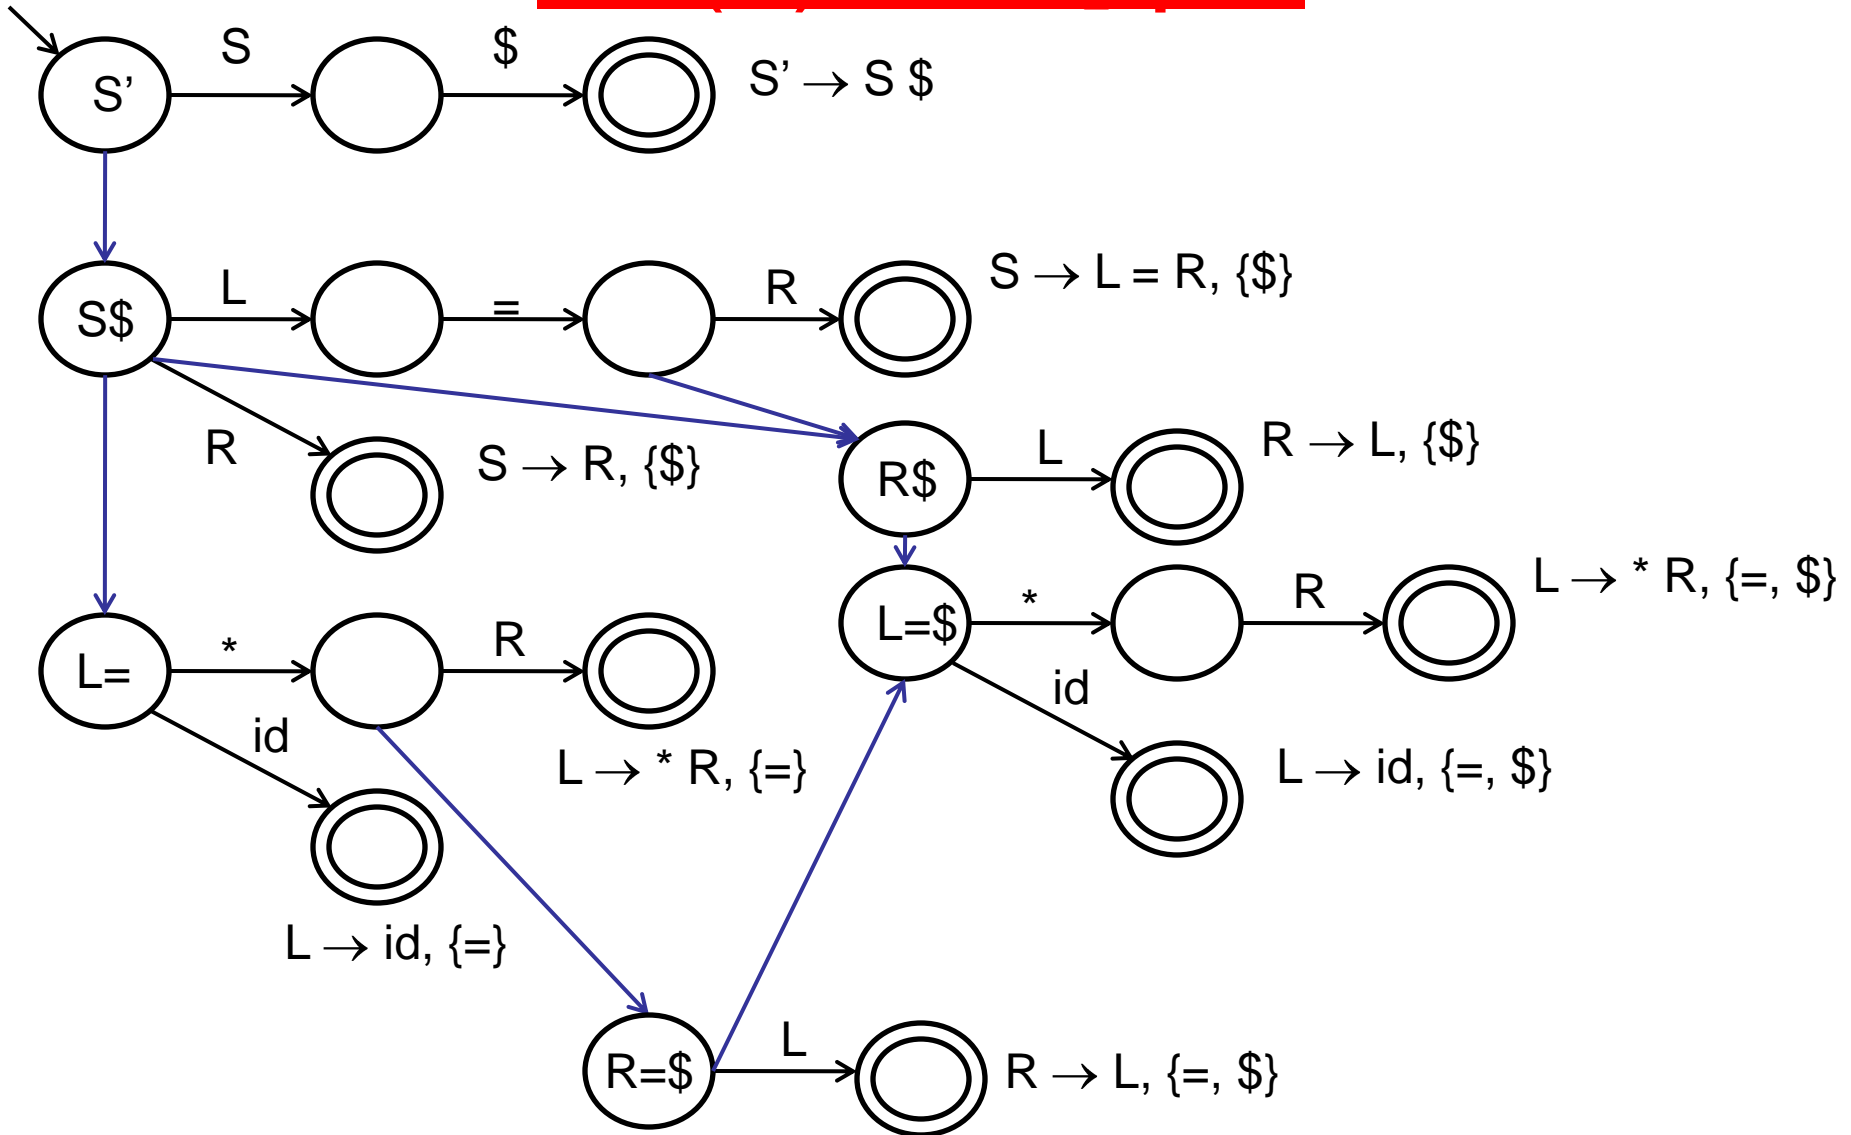 S $
S' S' → S $
L = R S → L = R, {$}
S$
R S → R, {$} R$ L R → L, {$}
L= * R L=$ * R L → * R, {=, $}
id L → * R, {=} id L → id, {=, $}
L → id, {=}
R=$ L R → L, {=, $}